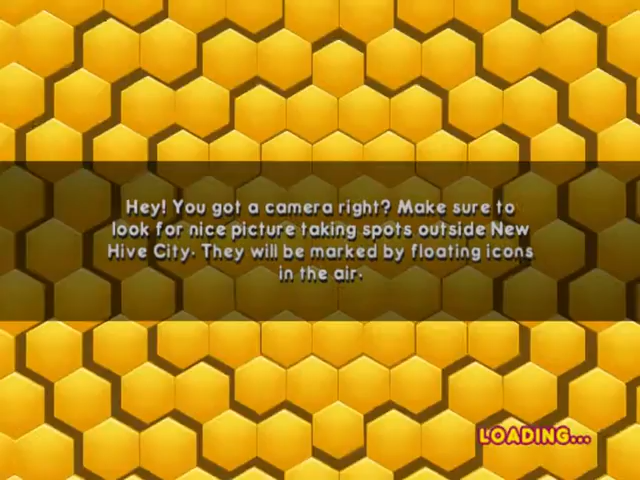 Hey! You got a camera right? Make sure to
look for nice picture taking spots outside New
Hive City. They will be marked by floating icons
in the air.
LOADING...